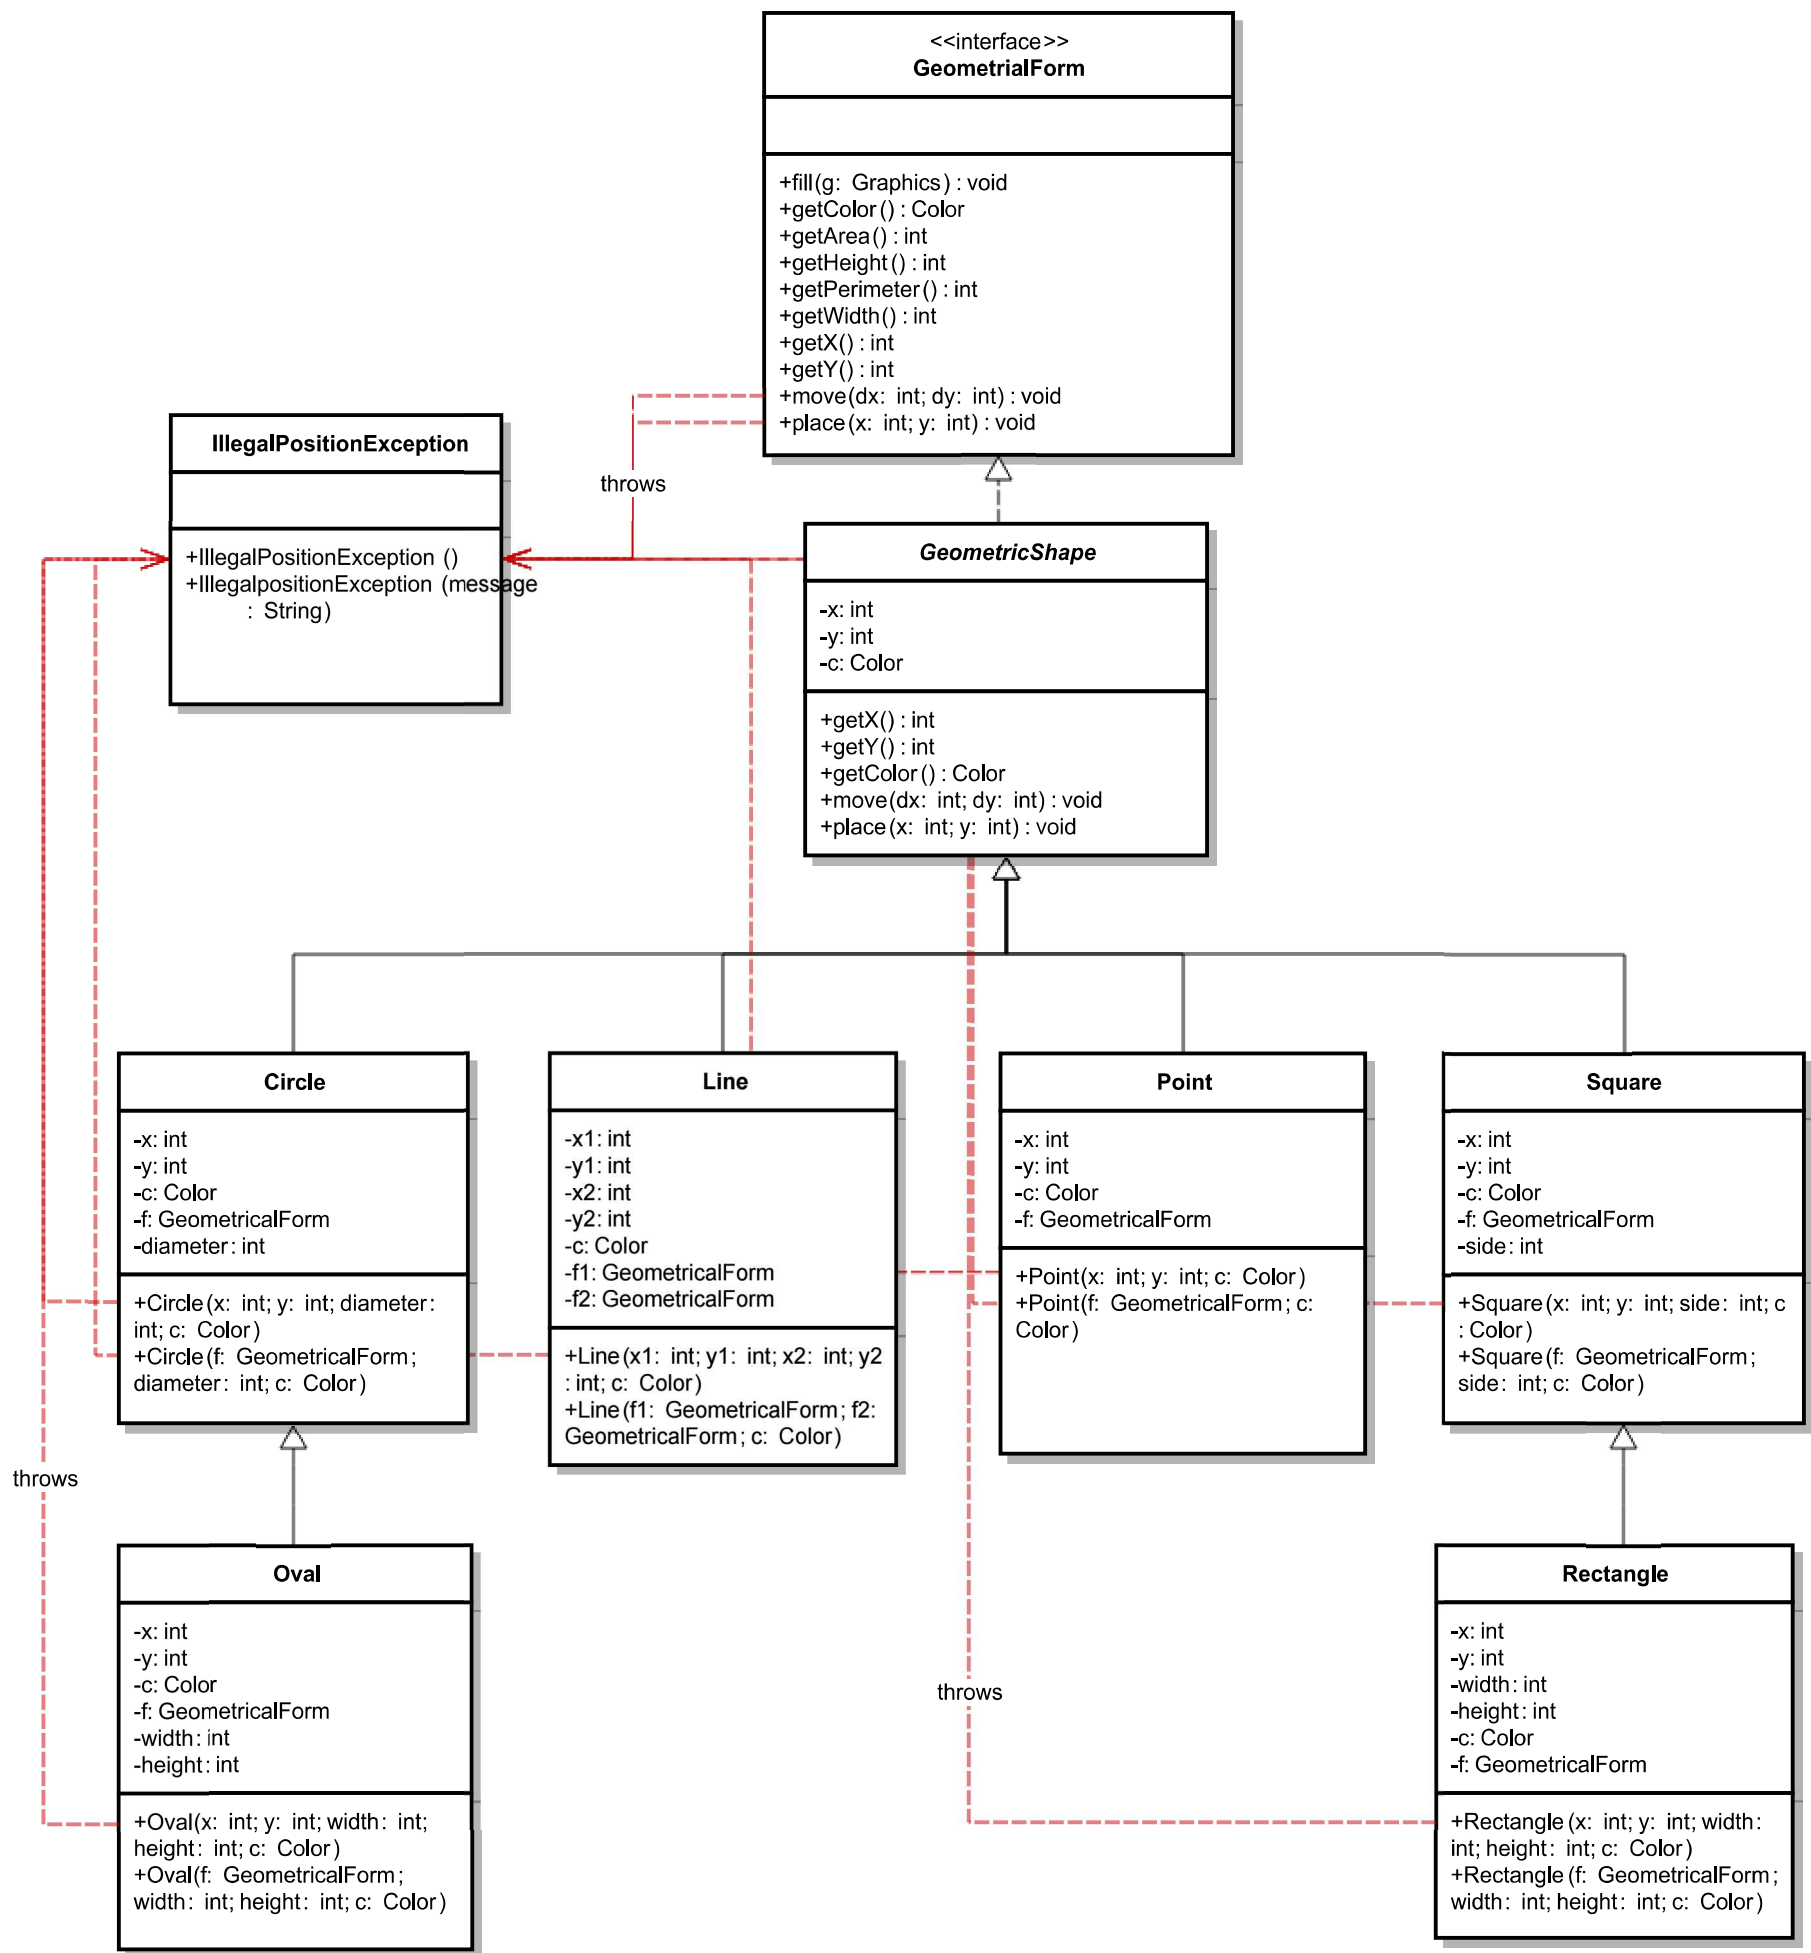 <<interface>>
GeometrialForm
+fill(g: Graphics) : void
+getColor() : Color
+getArea() : int
+getHeight() : int
+getPerimeter() : int
+getWidth() : int
+getX() : int
+getY() : int
+move(dx: int; dy: int) : void
+place(x: int; y: int) : void
IllegalPositionException
+IllegalPositionException ()
+IllegalpositionException (message
: String)
throws
GeometricShape
-x: int
-y: int
-c: Color
+getX() : int
+getY() : int
+getColor() : Color
+move(dx: int; dy: int) : void
+place(x: int; y: int) : void
Circle
-x: int
-y: int
-c: Color
-f: GeometricalForm
-diameter: int
+Circle(x: int; y: int; diameter:
int; c: Color)
+Circle(f: GeometricalForm;
diameter: int; c: Color)
Line
-x1: int
-y1: int
-x2: int
-y2: int
-c: Color
-f1: GeometricalForm
-f2: GeometricalForm
+Line(x1: int; y1: int; x2: int; y2
: int; c: Color)
+Line(f1: GeometricalForm; f2:
GeometricalForm; c: Color)
Point
-x: int
-y: int
-c: Color
-f: GeometricalForm
+Point(x: int; y: int; c: Color)
+Point(f: GeometricalForm; c:
Color)
Square
-x: int
-y: int
-c: Color
-f: GeometricalForm
-side: int
+Square(x: int; y: int; side: int; c
: Color)
+Square(f: GeometricalForm;
side: int; c: Color)
throws
Oval
-x: int
-y: int
-c: Color
-f: GeometricalForm
-width: int
-height: int
+Oval(x: int; y: int; width: int;
height: int; c: Color)
+Oval(f: GeometricalForm;
width: int; height: int; c: Color)
throws
Rectangle
-x: int
-y: int
-width: int
-height: int
-c: Color
-f: GeometricalForm
+Rectangle(x: int; y: int; width:
int; height: int; c: Color)
+Rectangle(f: GeometricalForm;
width: int; height: int; c: Color)